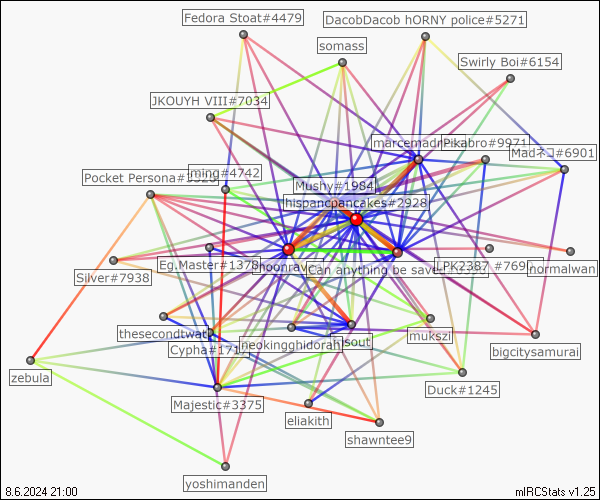 Fedora Stoat#4479
DacobDacob hORNY police#5271
somass
Swirly Boi#6154
JKOUYH VIII#7034
marcemadr
Pikabro#9971
Madネコ#6901
ming#4742
Pocket Persona#
Mushy#1984
hispancpancakes#2928
Eg.Master#1378
hoonrav
Can anything be save
LPK2387 #769
normalwan
Silver#7938
thesecondtwat
Cypha#171
neokingghidorah
sout
mukszi
bigcitysamurai
zebula
Majestic#3375
eliakith
Duck#1245
shawntee9
yoshimanden
8.6.2024 21:00
mIRCStats v1.25